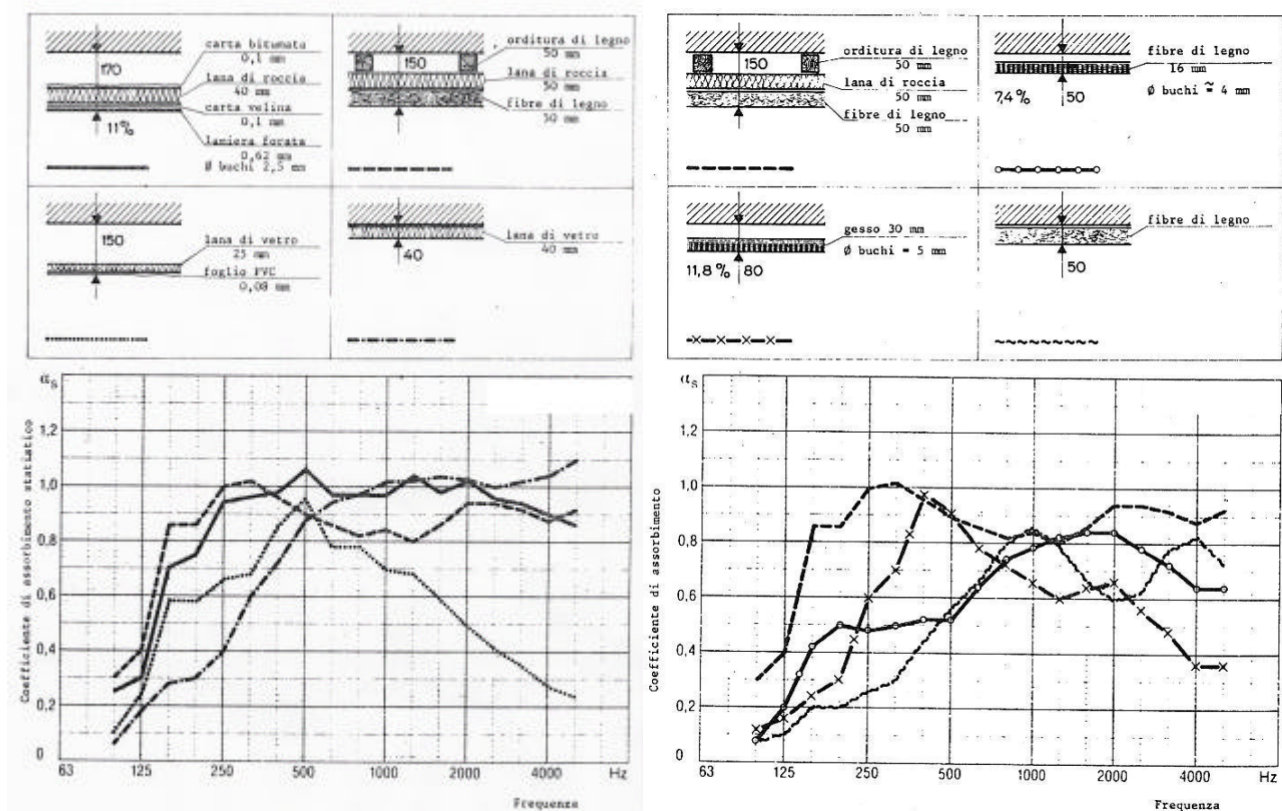 carta bitumata
0,1 mm
170
lana di roccia
40 mm
carta velina
0,1 mm
11%
lamiera forata
0,62 mm
Ø buchi 2,5 mm
orditura di legno
50 mm
150
lana di roccia
50 mm
fibre di legno
50 mm
150
lana di vetro
25 mm
foglio PVC
0,08 mm
lana di vetro
40 mm
40
αs
Coefficiente di assorbimento statiatico
1,2
1,0
0,8
0,6
0,4
0,2
0
63 125 250 500 1000 2000 4000 Hz
Frequenza
orditura di legno
50 mm
150
lana di roccia
50 mm
fibre di legno
50 mm
fibre di legno
16 mm
7,4 % 50
Ø buchi ≃ 4 mm
gesso 30 mm
Ø buchi = 5 mm
11,8 % 80
fibre di legno
50
αs
Coefficiente di assorbimento
1,2
1,0
0,8
0,6
0,4
0,2
0
63 125 250 500 1000 2000 4000 Hz
Frequenza